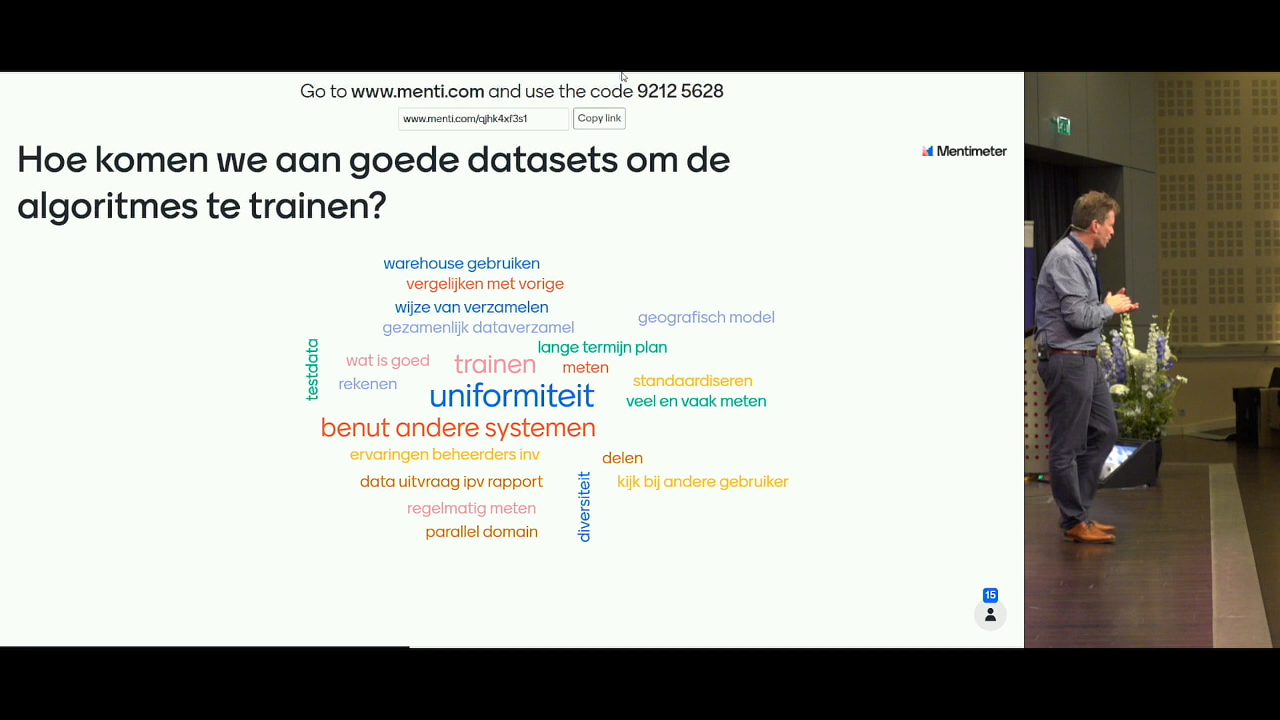 Go to www.menti.com and use the code 9212 5628
www.menti.com/qjhk4xf3s1
Copy link
Hoe komen we aan goede datasets om de
algoritmes te trainen?
Mentimeter
warehouse gebruiken
vergelijken met vorige
wijze van verzamelen
gezamenlijk dataverzamel
geografisch model
testdata
lange termijn plan
wat is goed
trainen
meten
rekenen
standaardiseren
uniformiteit
veel en vaak meten
benut andere systemen
ervaringen beheerders inv
delen
data uitvraag ipv rapport
diversiteit
kijk bij andere gebruiker
regelmatig meten
parallel domain
15